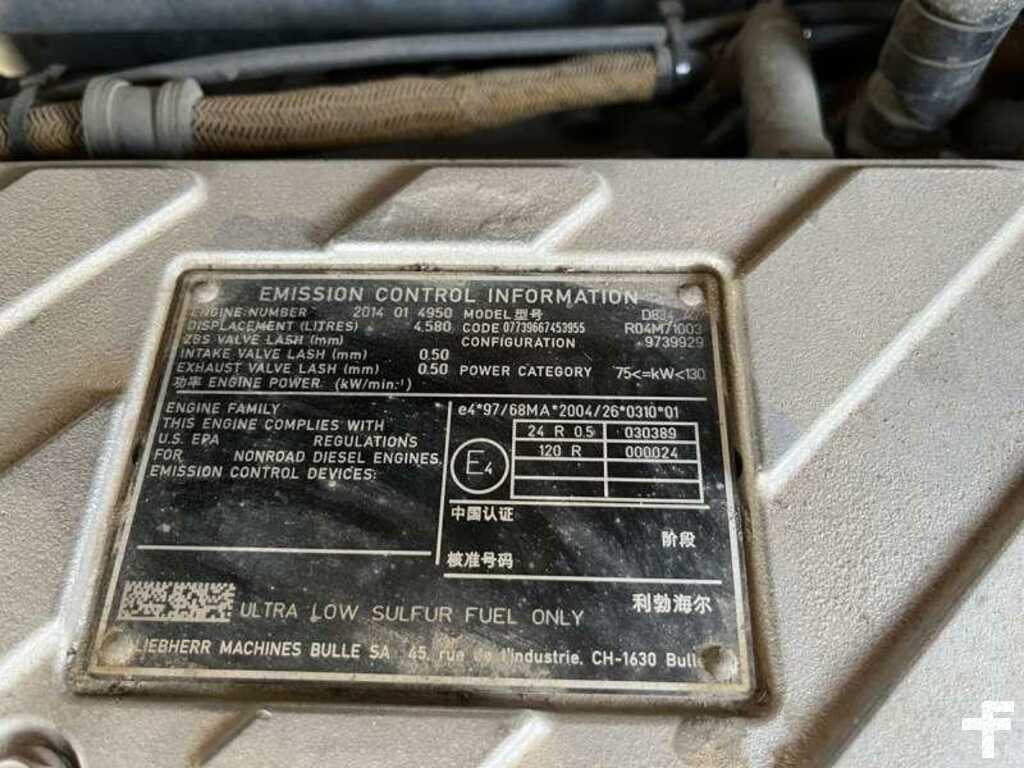 EMISSION CONTROL INFORMATION
ENGINE NUMBER 2014 01 4950 MODEL型号
DISPLACEMENT (LITRES) 4.580 CODE 07739667453955 R04M71003
ZBS VALVE LASH (mm) CONFIGURATION 9739929
INTAKE VALVE LASH (mm) 0.50
EXHAUST VALVE LASH (mm) 0.50 POWER CATEGORY 75<=kW<130
功率 ENGINE POWER (kW/min.⁻¹)
ENGINE FAMILY
THIS ENGINE COMPLIES WITH
U.S. EPA REGULATIONS
FOR NONROAD DIESEL ENGINES.
EMISSION CONTROL DEVICES:
e4*97/68MA*2004/26*0310*01
E4
24 R 0.5 030389
120 R 000024
中国认证
阶段
核准号码
ULTRA LOW SULFUR FUEL ONLY 利勃海尔
LIEBHERR MACHINES BULLE SA 45, rue de l'industrie, CH-1630 Bulle